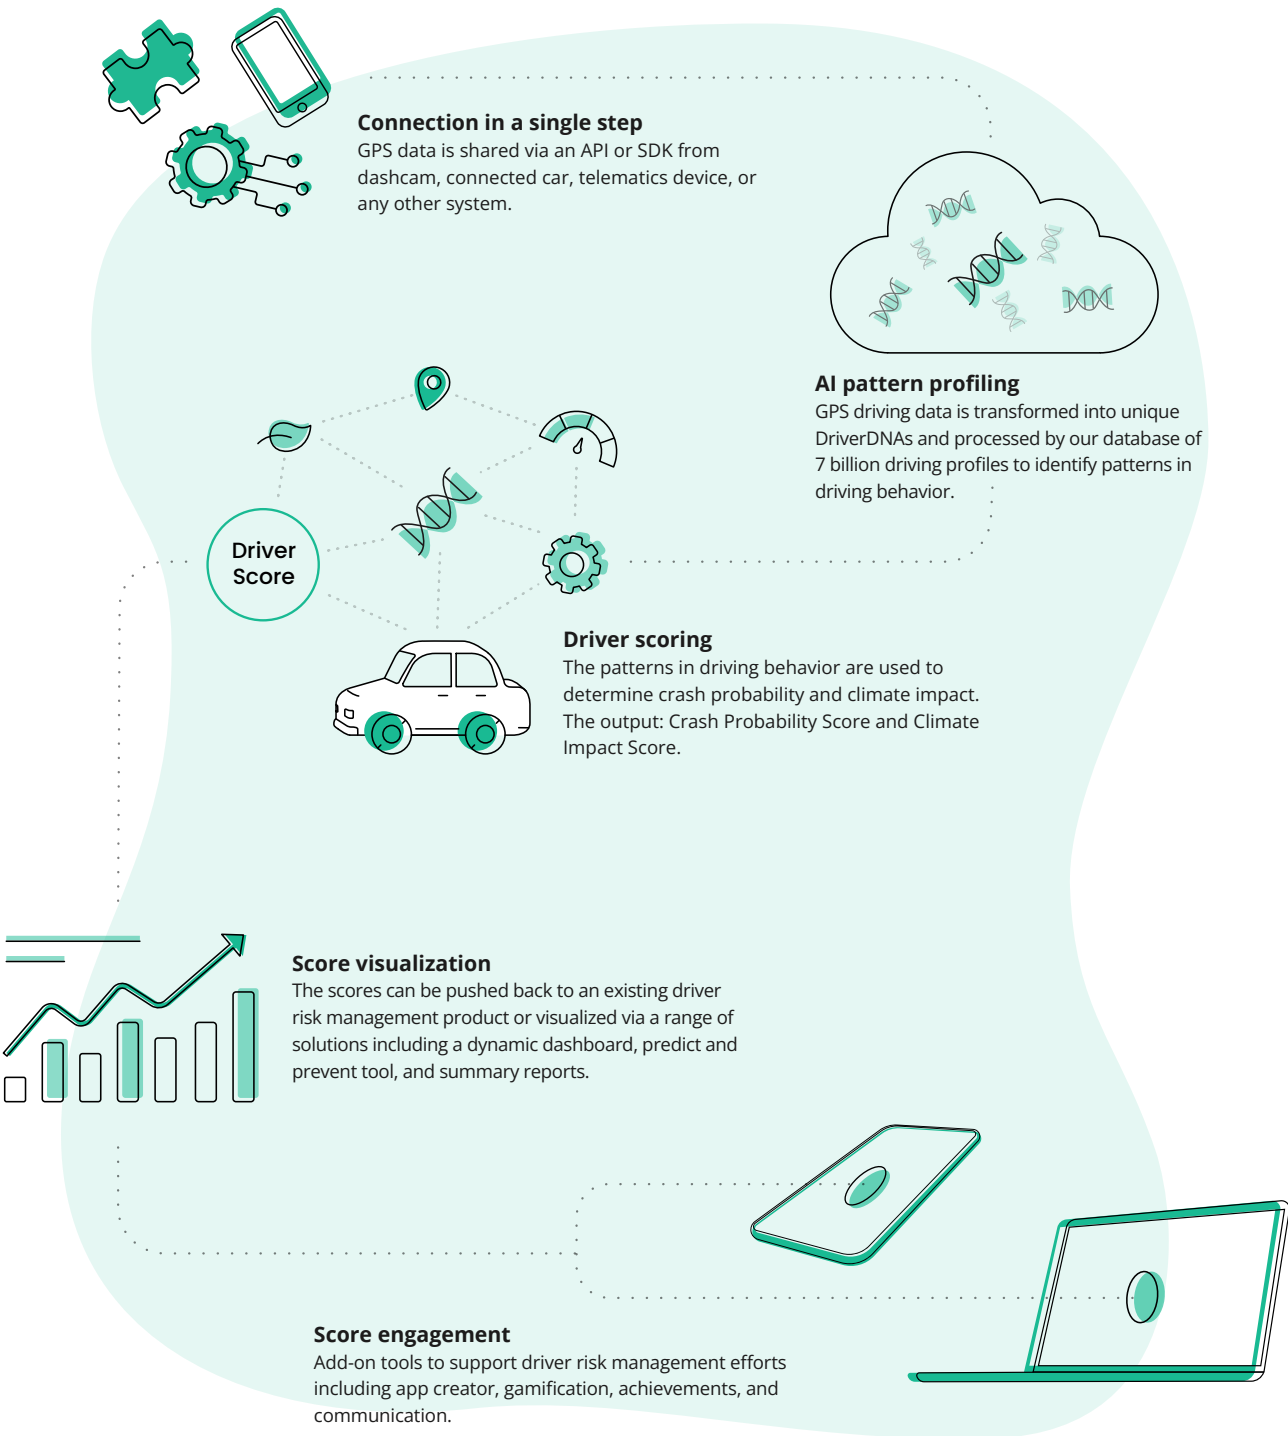 Connection in a single step
GPS data is shared via an API or SDK from
dashcam, connected car, telematics device, or
any other system.
AI pattern profiling
GPS driving data is transformed into unique
DriverDNAs and processed by our database of
7 billion driving profiles to identify patterns in
driving behavior.
Driver
Score
Driver scoring
The patterns in driving behavior are used to
determine crash probability and climate impact.
The output: Crash Probability Score and Climate
Impact Score.
Score visualization
The scores can be pushed back to an existing driver
risk management product or visualized via a range of
solutions including a dynamic dashboard, predict and
prevent tool, and summary reports.
Score engagement
Add-on tools to support driver risk management efforts
including app creator, gamification, achievements, and
communication.